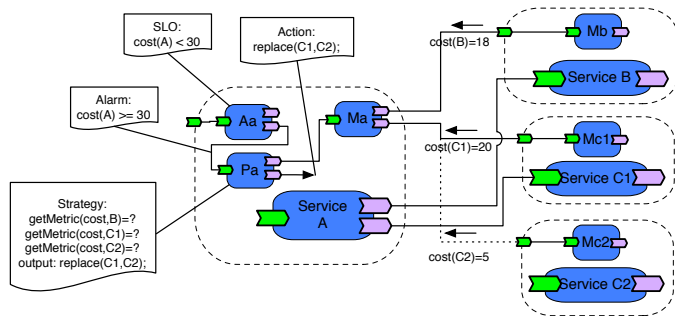 SLO:
cost(A) < 30
Action:
replace(C1,C2);
cost(B)=18
Mb
Service B
Alarm:
cost(A) >= 30
Aa
Ma
Pa
cost(C1)=20
Mc1
Service C1
Strategy:
getMetric(cost,B)=?
getMetric(cost,C1)=?
getMetric(cost,C2)=?
output: replace(C1,C2);
Service
A
cost(C2)=5
Mc2
Service C2